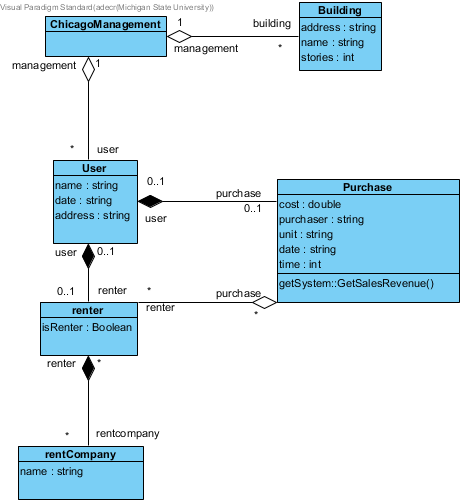 Visual Paradigm Standard(adecr(Michigan State University))
ChicagoManagement
1
building
management
*
Building
address : string
name : string
stories : int
management
1
*
user
User
name : string
date : string
address : string
0..1
purchase
user
0..1
Purchase
cost : double
purchaser : string
unit : string
date : string
time : int
getSystem::GetSalesRevenue()
user
0..1
0..1
renter
*
renter
purchase
*
renter
isRenter : Boolean
renter
*
*
rentcompany
rentCompany
name : string